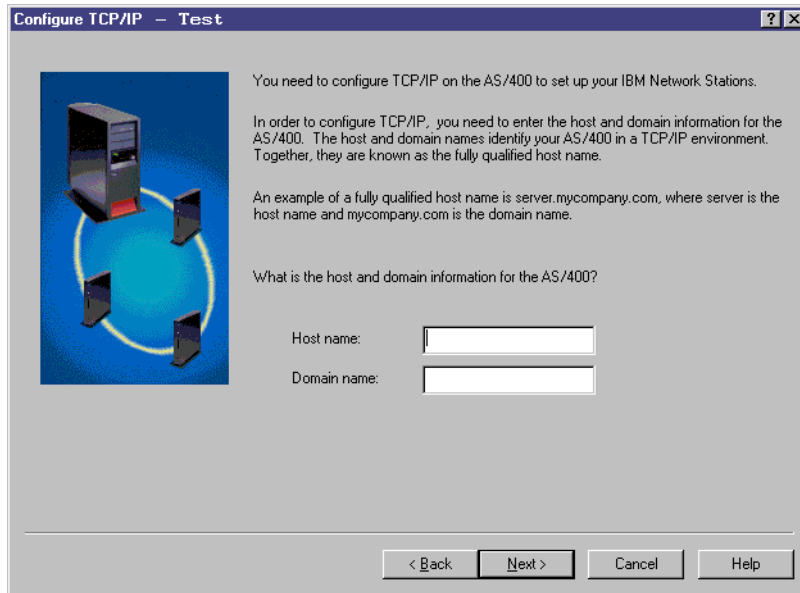 Configure TCP/IP – Test
You need to configure TCP/IP on the AS/400 to set up your IBM Network Stations.
In order to configure TCP/IP, you need to enter the host and domain information for the
AS/400. The host and domain names identify your AS/400 in a TCP/IP environment.
Together, they are known as the fully qualified host name.
An example of a fully qualified host name is server.mycompany.com, where server is the
host name and mycompany.com is the domain name.
What is the host and domain information for the AS/400?
Host name:
Domain name:
< Back Next > Cancel Help